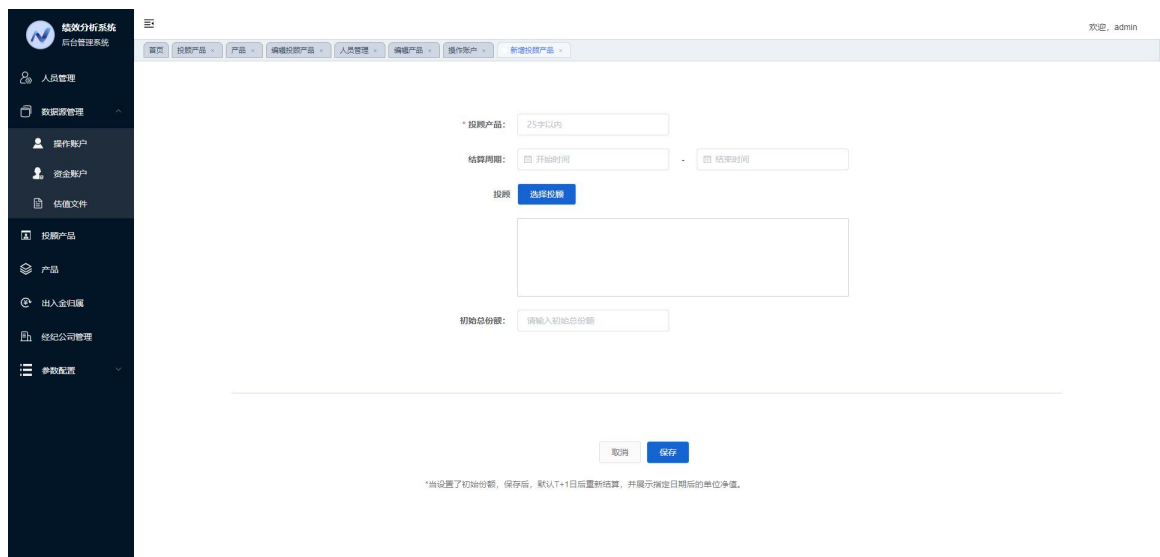 绩效分析系统
后台管理系统
欢迎, admin
首页 投顾产品 × 产品 × 编辑投顾产品 × 人员管理 × 编辑产品 × 操作账户 × 新增投顾产品 ×
人员管理
数据源管理
操作账户
资金账户
估值文件
投顾产品
产品
出入金归属
经纪公司管理
参数配置
* 投顾产品: 25字以内
结算周期: 开始时间 - 结束时间
投顾 选择投顾
初始总份额: 请输入初始总份额
取消 保存
*当设置了初始份额, 保存后, 默认T+1日后重新结算, 并展示指定日期后的单位净值。